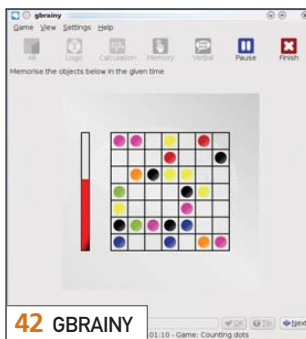 gbrainy
Game View Settings Help
All Logic Calculation Memory Verbal Pause Finish
Memorise the objects below in the given time
OK Tip Next
42 GBRAINY
01:10 - Game: Counting dots